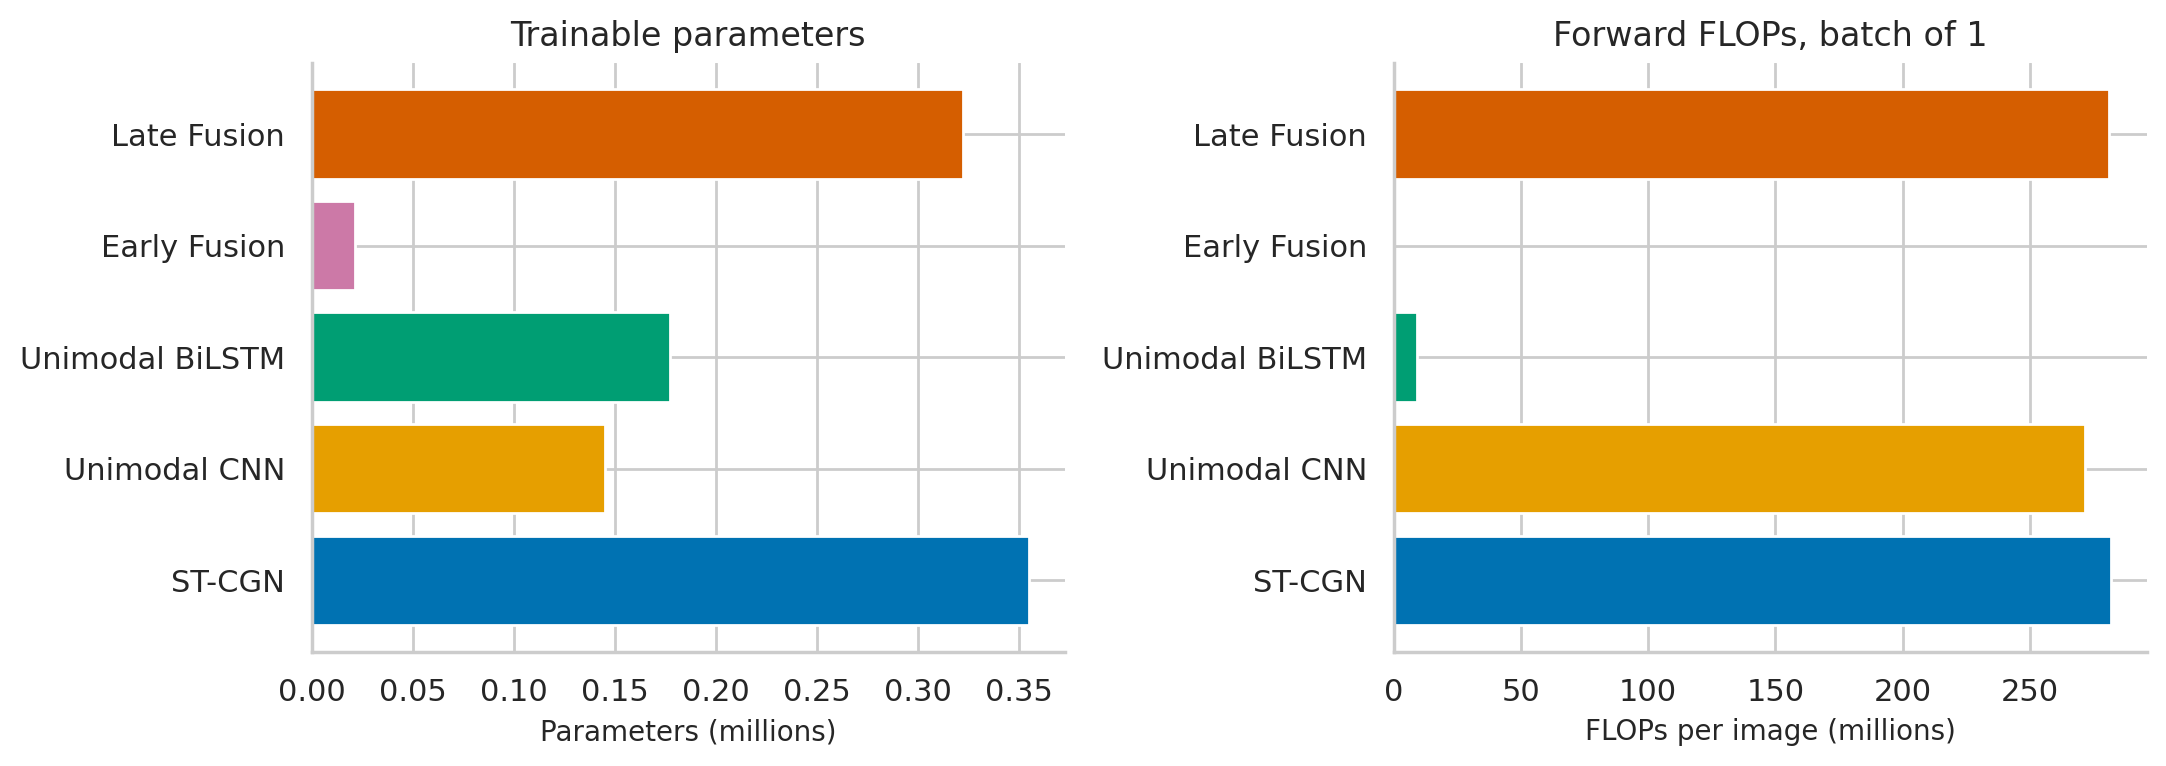 Trainable parameters
Late Fusion
Early Fusion
Unimodal BiLSTM
Unimodal CNN
ST-CGN
0.00 0.05 0.10 0.15 0.20 0.25 0.30 0.35
Parameters (millions)
Forward FLOPs, batch of 1
Late Fusion
Early Fusion
Unimodal BiLSTM
Unimodal CNN
ST-CGN
0 50 100 150 200 250
FLOPs per image (millions)